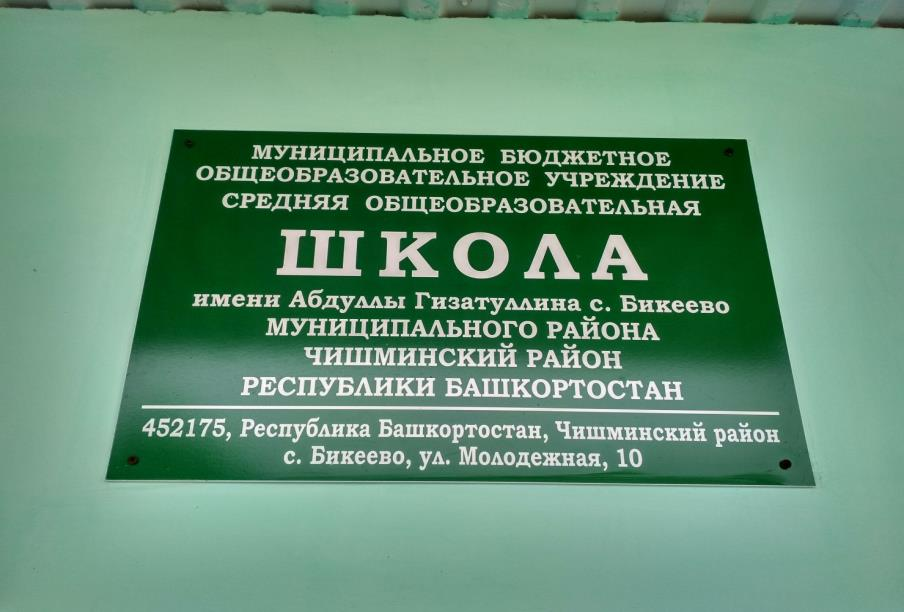 МУНИЦИПАЛЬНОЕ БЮДЖЕТНОЕ
ОБЩЕОБРАЗОВАТЕЛЬНОЕ УЧРЕЖДЕНИЕ
СРЕДНЯЯ ОБЩЕОБРАЗОВАТЕЛЬНАЯ
ШКОЛА
имени Абдуллы Гизатуллина с. Бикеево
МУНИЦИПАЛЬНОГО РАЙОНА
ЧИШМИНСКИЙ РАЙОН
РЕСПУБЛИКИ БАШКОРТОСТАН
452175, Республика Башкортостан, Чишминский район
с. Бикеево, ул. Молодежная, 10